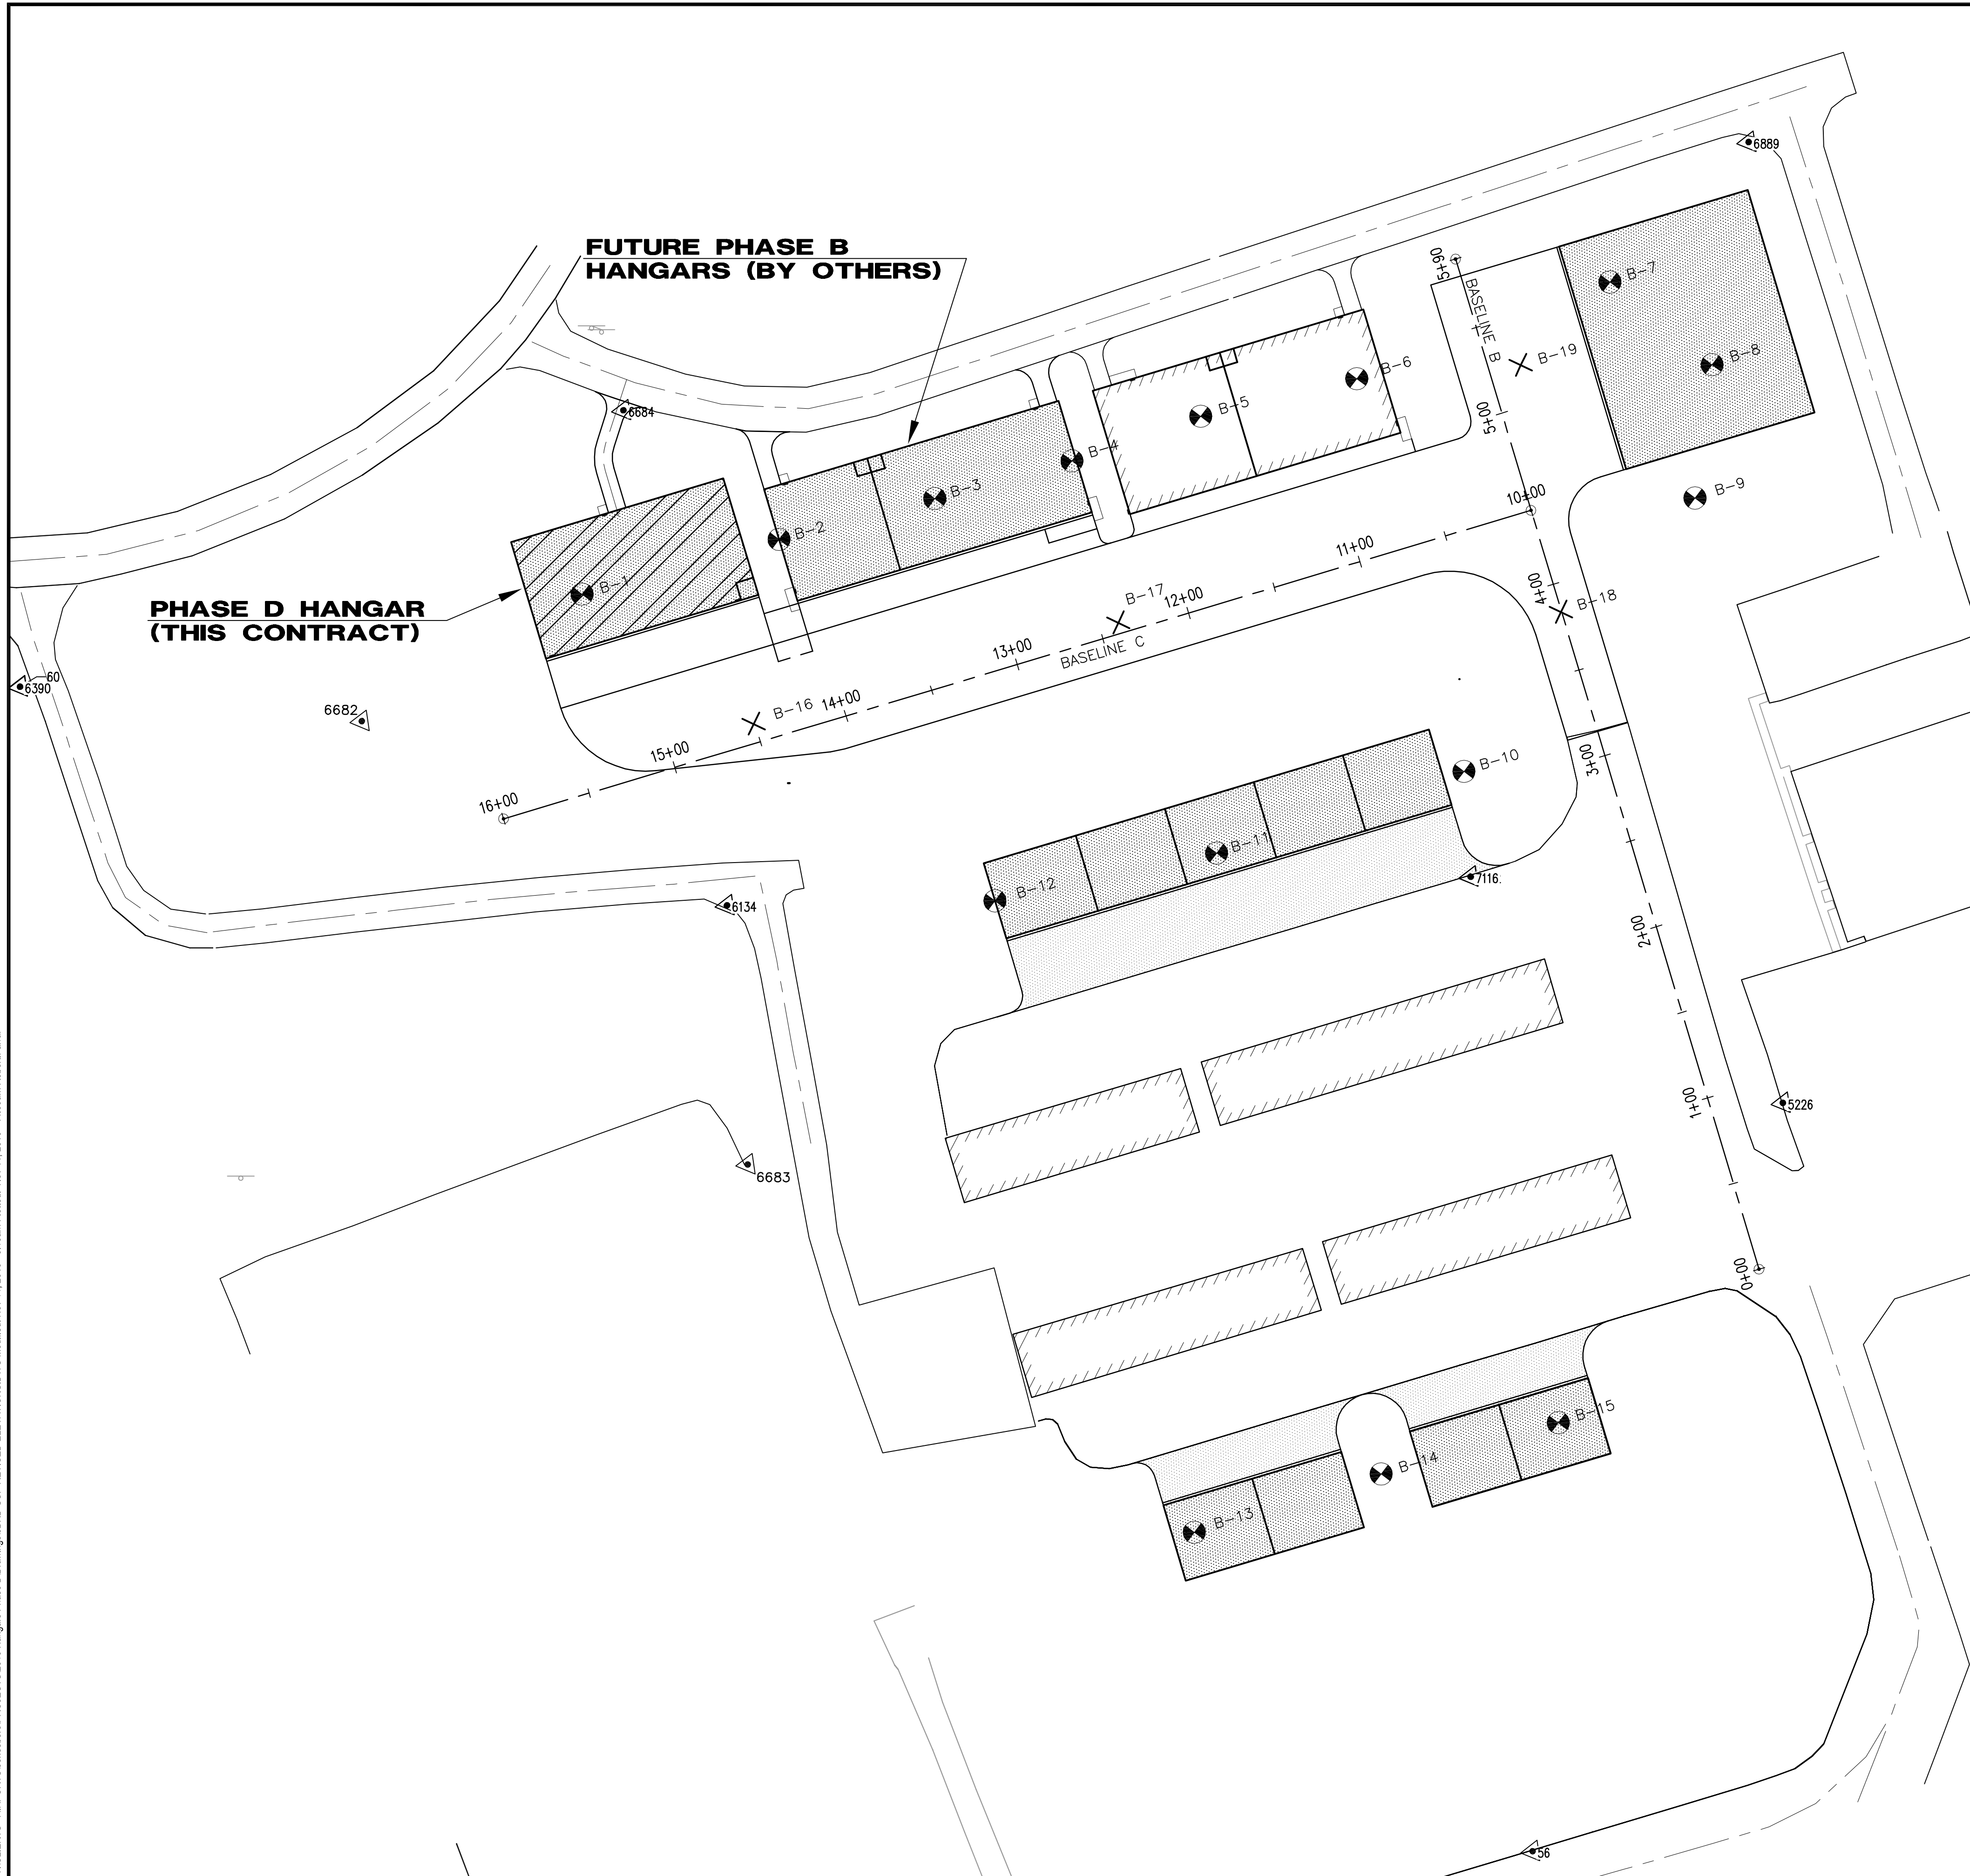 6889
FUTURE PHASE B
HANGARS (BY OTHERS)
5+90
BASELINE B
B-7
B-19
B-8
B-6
6684
B-5
5+00
B-4
B-3
B-9
10+00
B-2
11+00
B-1
4+00
PHASE D HANGAR
(THIS CONTRACT)
B-17
12+00
B-18
13+00
BASELINE C
60
6390
6682
B-16
14+00
15+00
3+00
B-10
16+00
B-11
7116.
B-12
6134
2+00
1+00
5226
6683
0+00
B-15
B-14
B-13
56